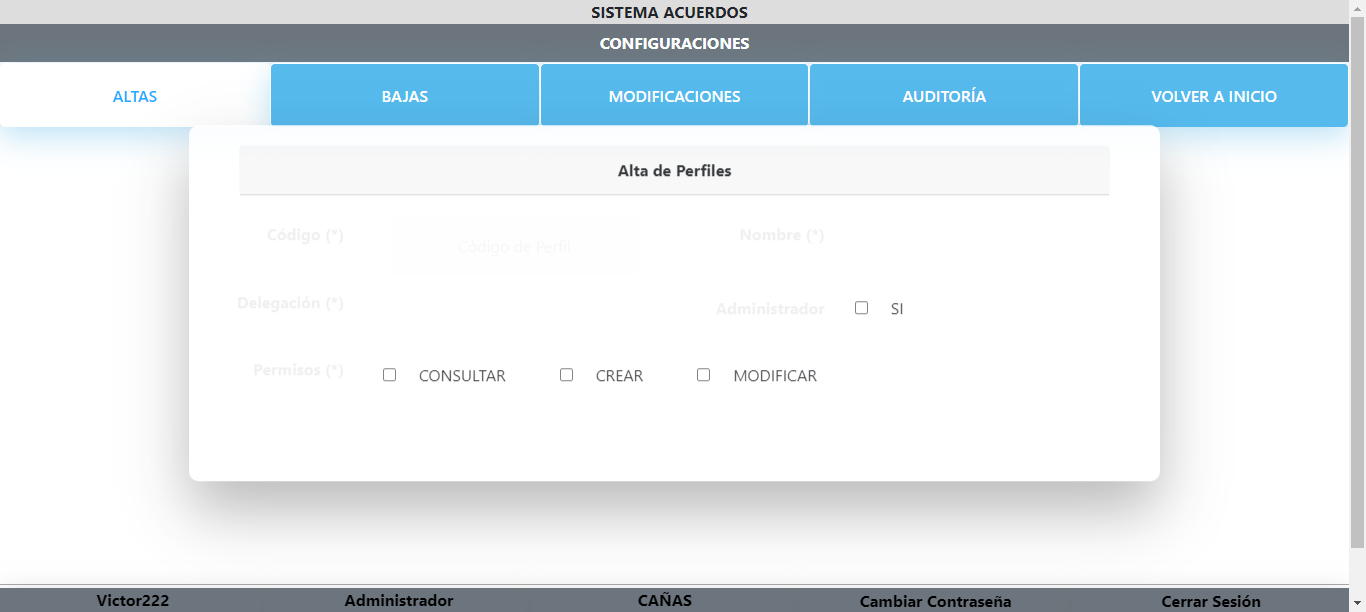 SISTEMA ACUERDOS
CONFIGURACIONES
ALTAS BAJAS MODIFICACIONES AUDITORÍA VOLVER A INICIO
Alta de Perfiles
Código (*) Código de Perfil Nombre (*)
Delegación (*) Administrador SI
Permisos (*) CONSULTAR CREAR MODIFICAR
Victor222 Administrador CAÑAS Cambiar Contraseña Cerrar Sesión